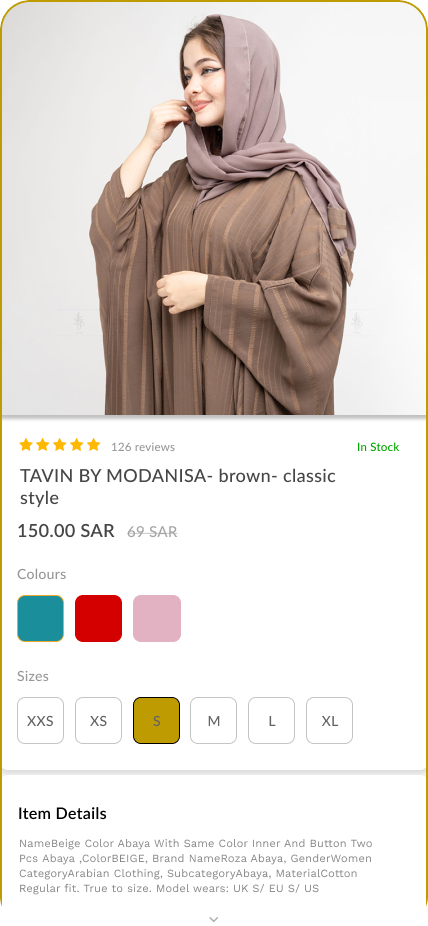 126 reviews
In Stock
TAVIN BY MODANISA- brown- classic
style
150.00 SAR 69 SAR
Colours
Sizes
XXS XS S M L XL
Item Details
NameBeige Color Abaya With Same Color Inner And Button Two
Pcs Abaya ,ColorBEIGE, Brand NameRoza Abaya, GenderWomen
CategoryArabian Clothing, SubcategoryAbaya, MaterialCotton
Regular fit. True to size. Model wears: UK S/ EU S/ US